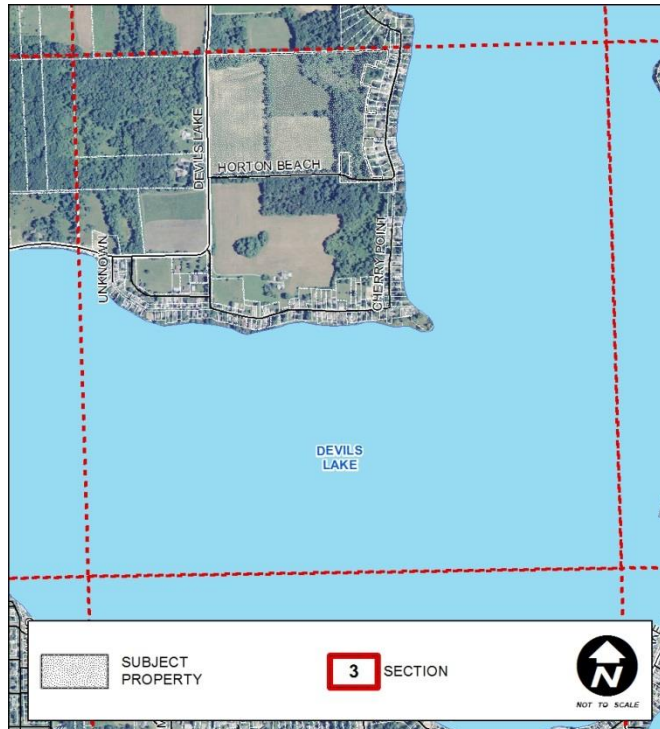 DEVILS LAKE
HORTON BEACH
UNKNOWN
CHERRY POINT
DEVILS
LAKE
SUBJECT
PROPERTY
3
SECTION
N
NOT TO SCALE